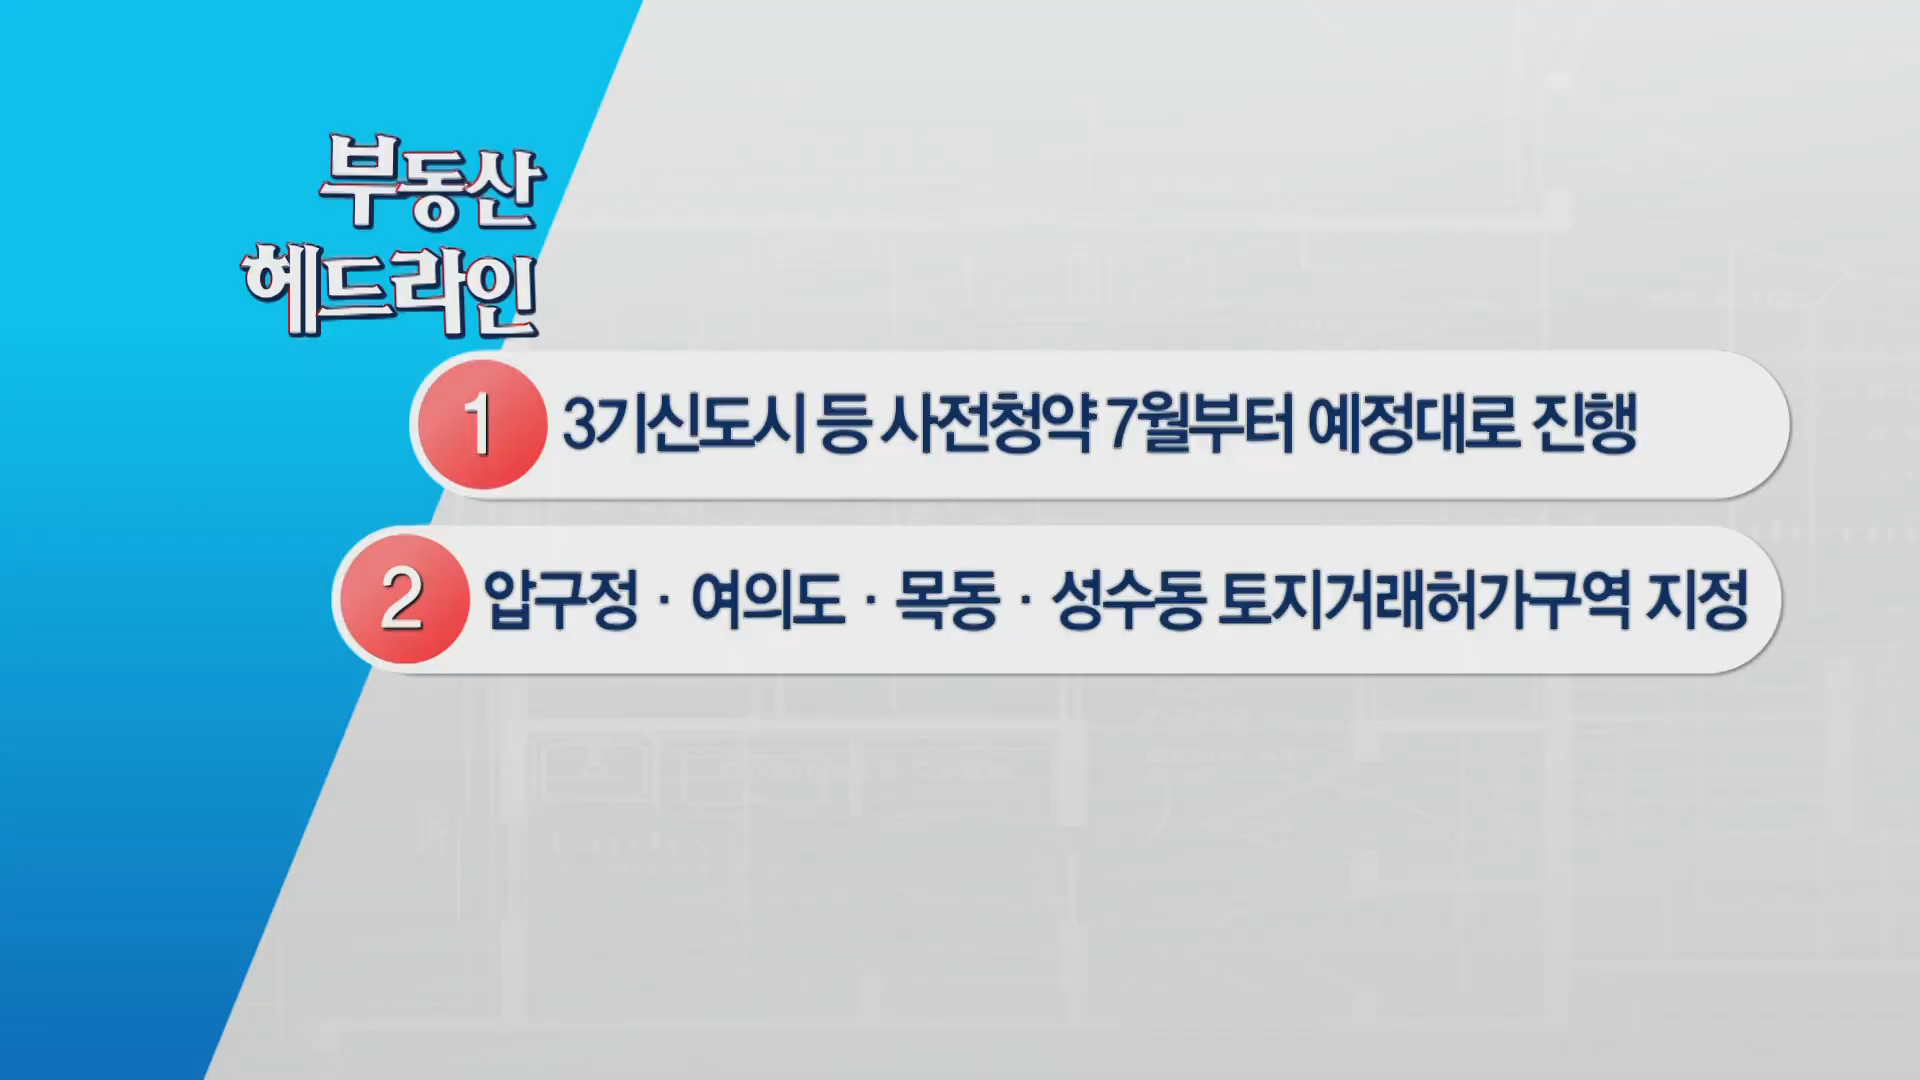 부동산
헤드라인
1 3기신도시 등 사전청약 7월부터 예정대로 진행
2 압구정 · 여의도 · 목동 · 성수동 토지거래허가구역 지정